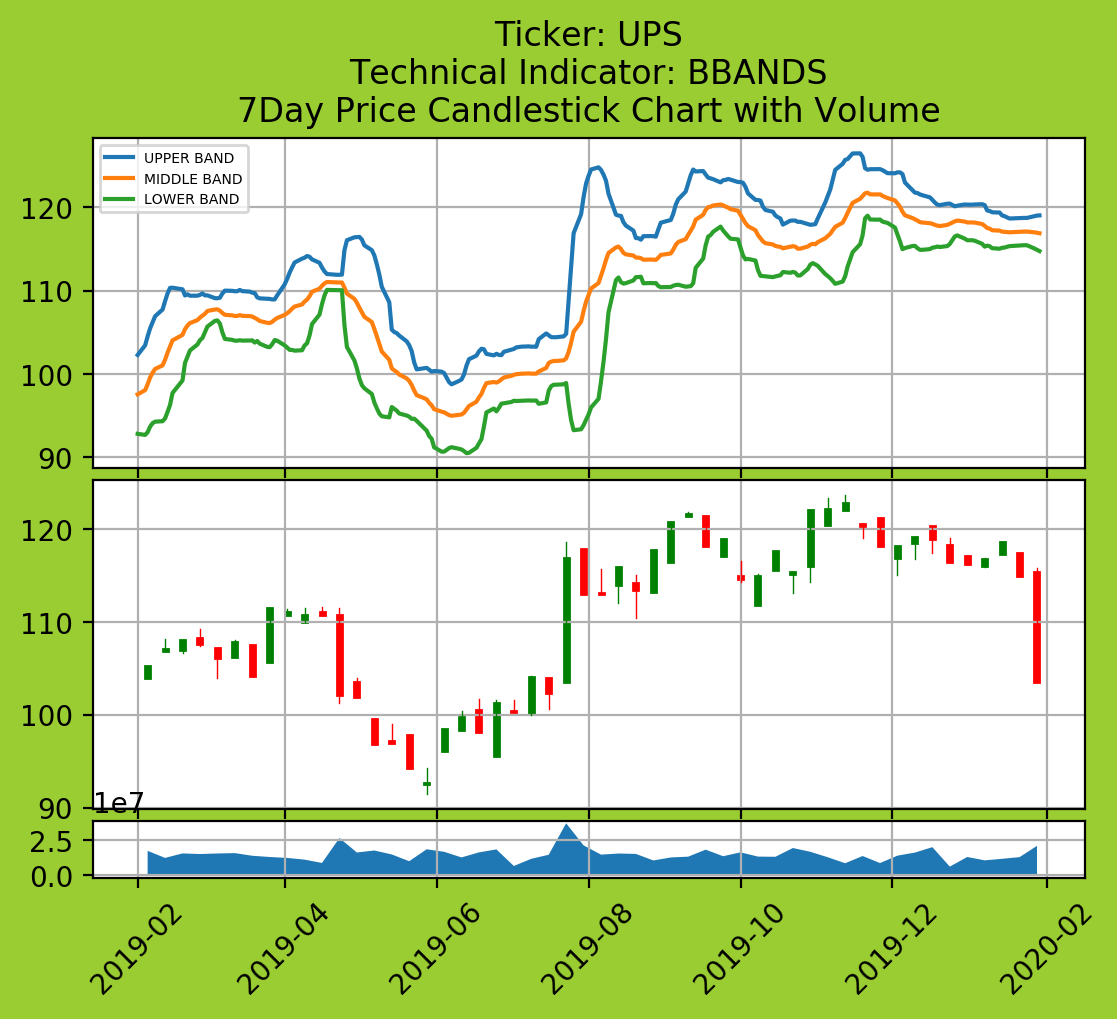 Ticker: UPS
Technical Indicator: BBANDS
7Day Price Candlestick Chart with Volume
UPPER BAND
MIDDLE BAND
LOWER BAND
120
110
100
90
120
110
100
90
1e7
2.5
0.0
2019-02
2019-04
2019-06
2019-08
2019-10
2019-12
2020-02